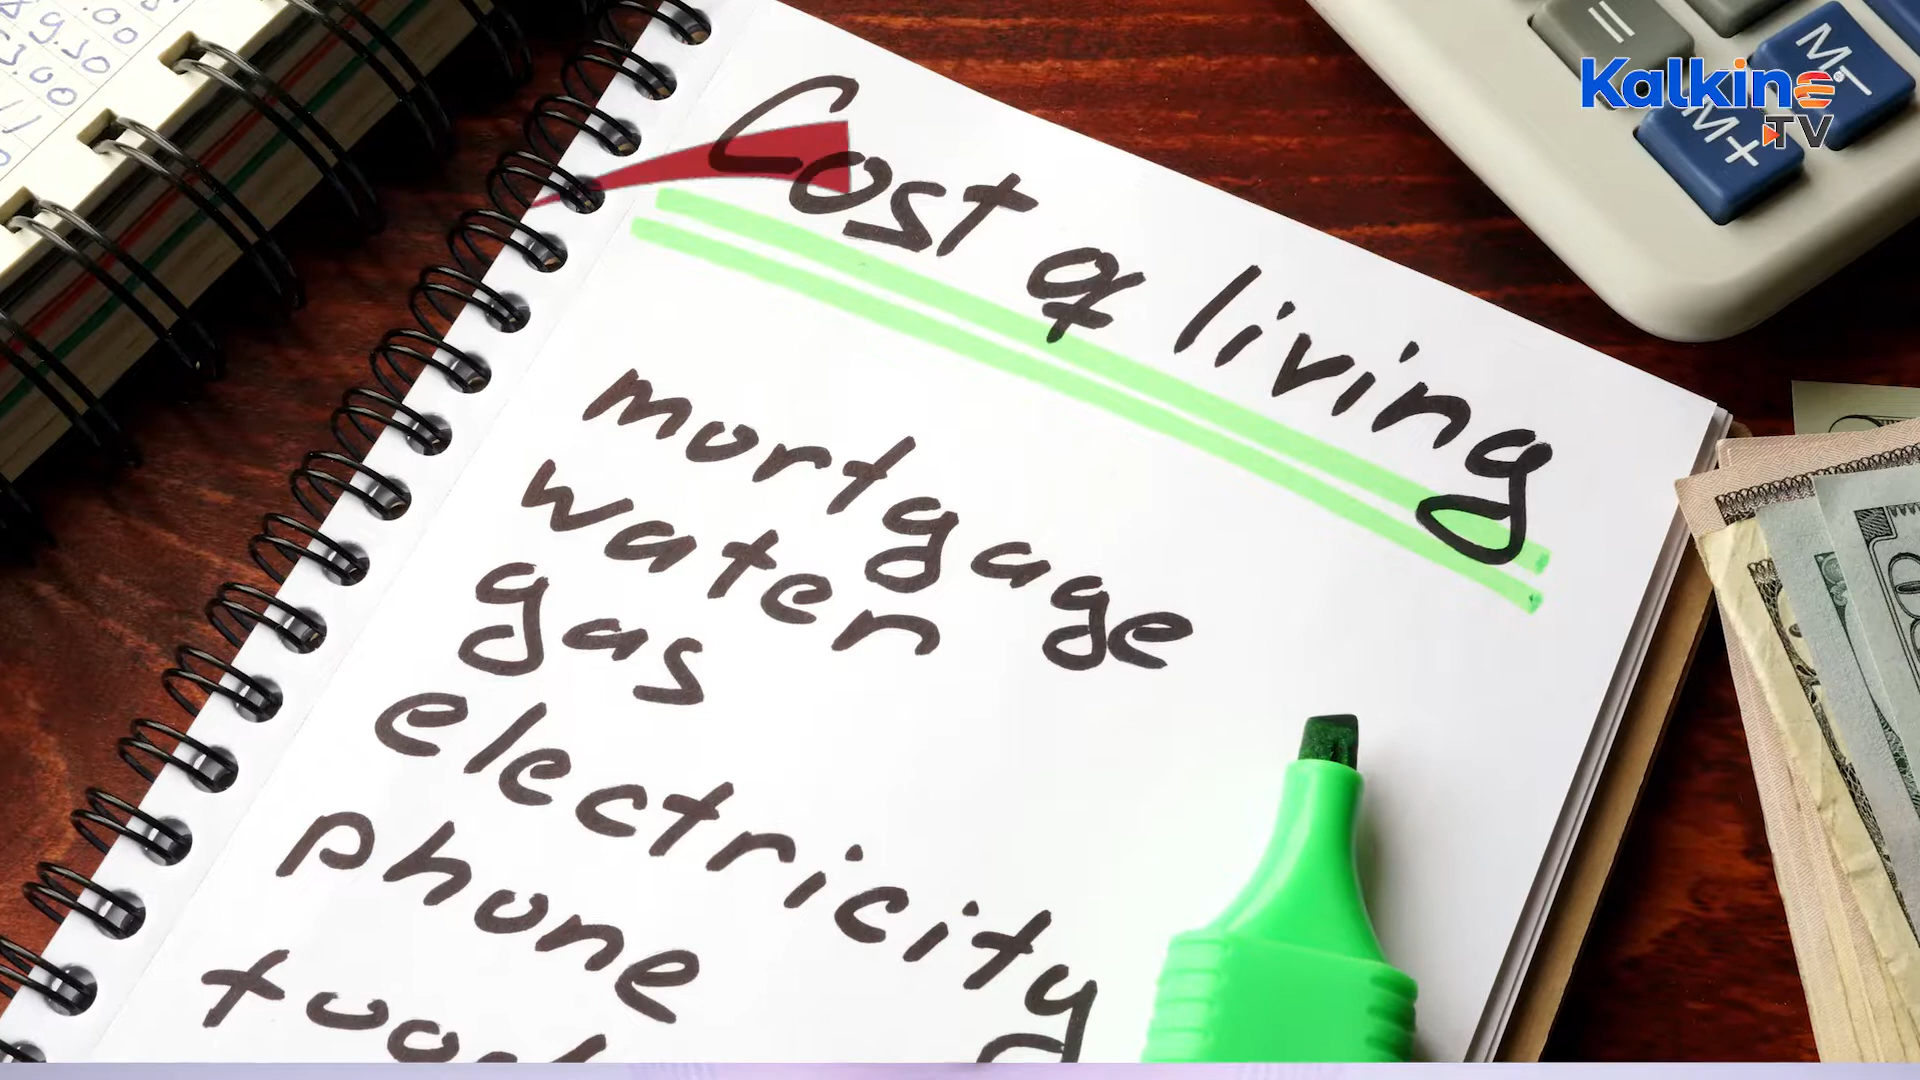 Cost of living
mortgage
water
gas
electricity
phone
=
M-
M+
Kalkine
TV